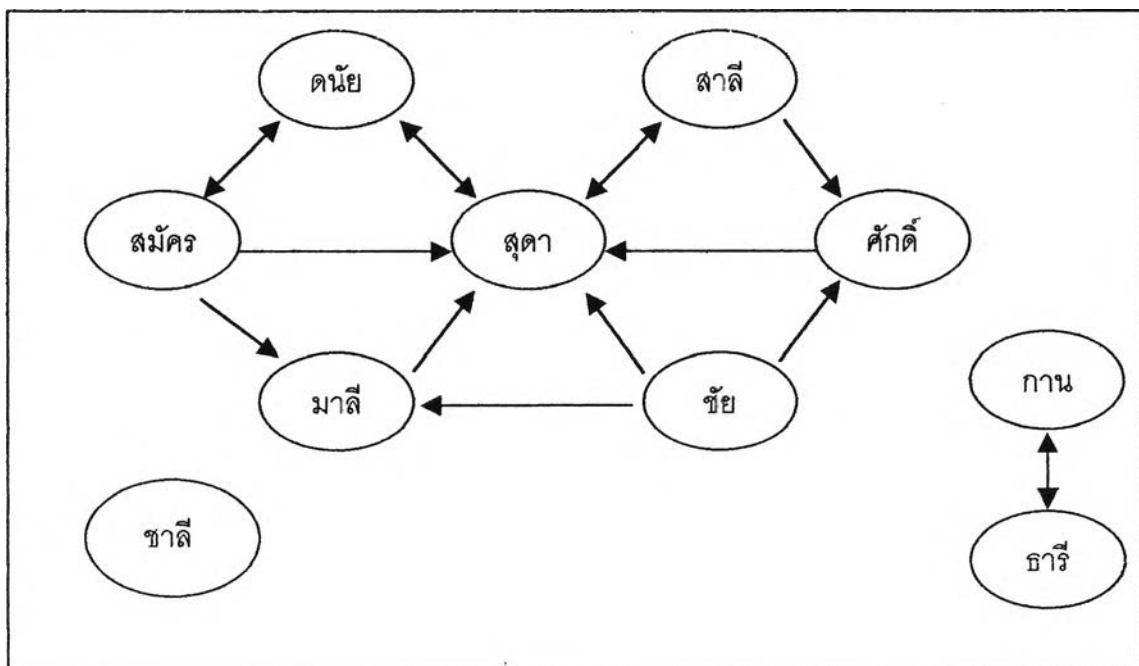 ดนัย
สาลี
สมัคร
สุดา
ศักดิ์
มาลี
ชัย
กาน
ชาลี
ธารี